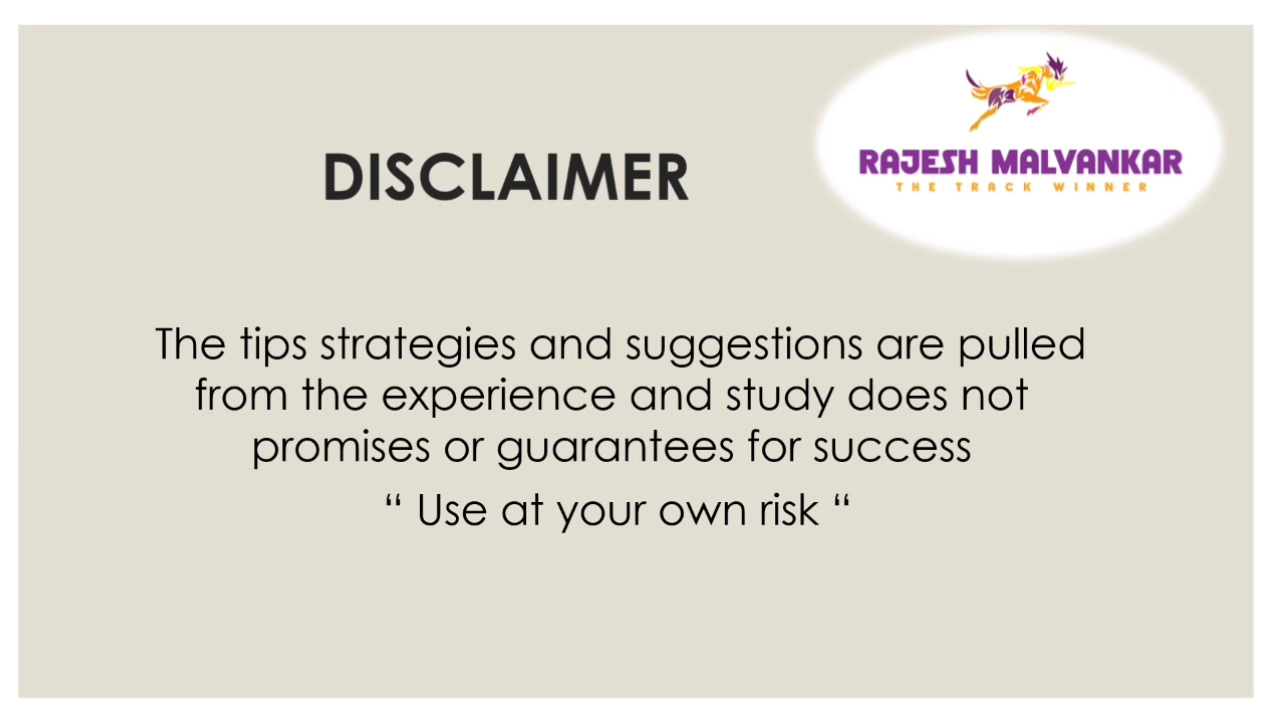 RAJESH MALVANKAR
THE TRACK WINNER
DISCLAIMER
The tips strategies and suggestions are pulled
from the experience and study does not
promises or guarantees for success
“ Use at your own risk “